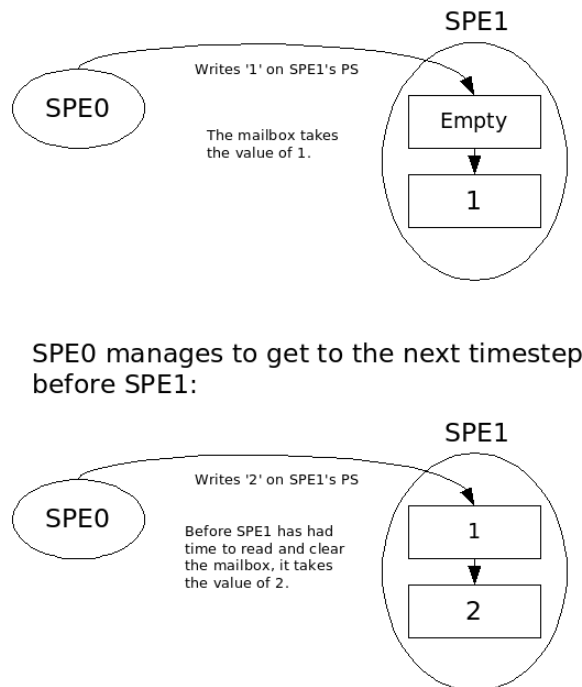 SPE1
Writes '1' on SPE1's PS
SPE0
Empty
The mailbox takes
the value of 1.
1
SPE0 manages to get to the next timestep
before SPE1:
SPE1
Writes '2' on SPE1's PS
SPE0
1
Before SPE1 has had
time to read and clear
the mailbox, it takes
the value of 2.
2